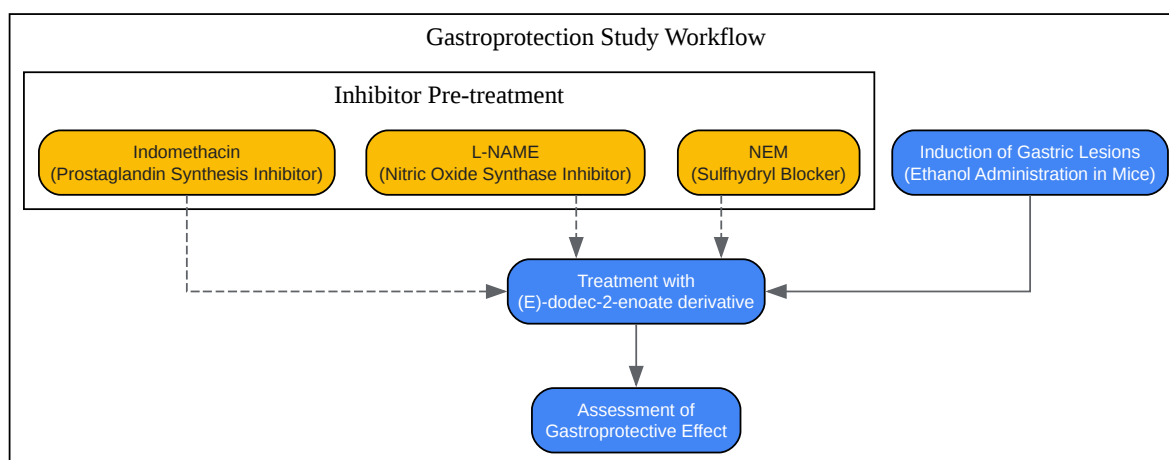 Gastroprotection Study Workflow
Inhibitor Pre-treatment
Indomethacin
(Prostaglandin Synthesis Inhibitor)
L-NAME
(Nitric Oxide Synthase Inhibitor)
NEM
(Sulfhydryl Blocker)
Induction of Gastric Lesions
(Ethanol Administration in Mice)
Treatment with
(E)-dodec-2-enoate derivative
Assessment of
Gastroprotective Effect